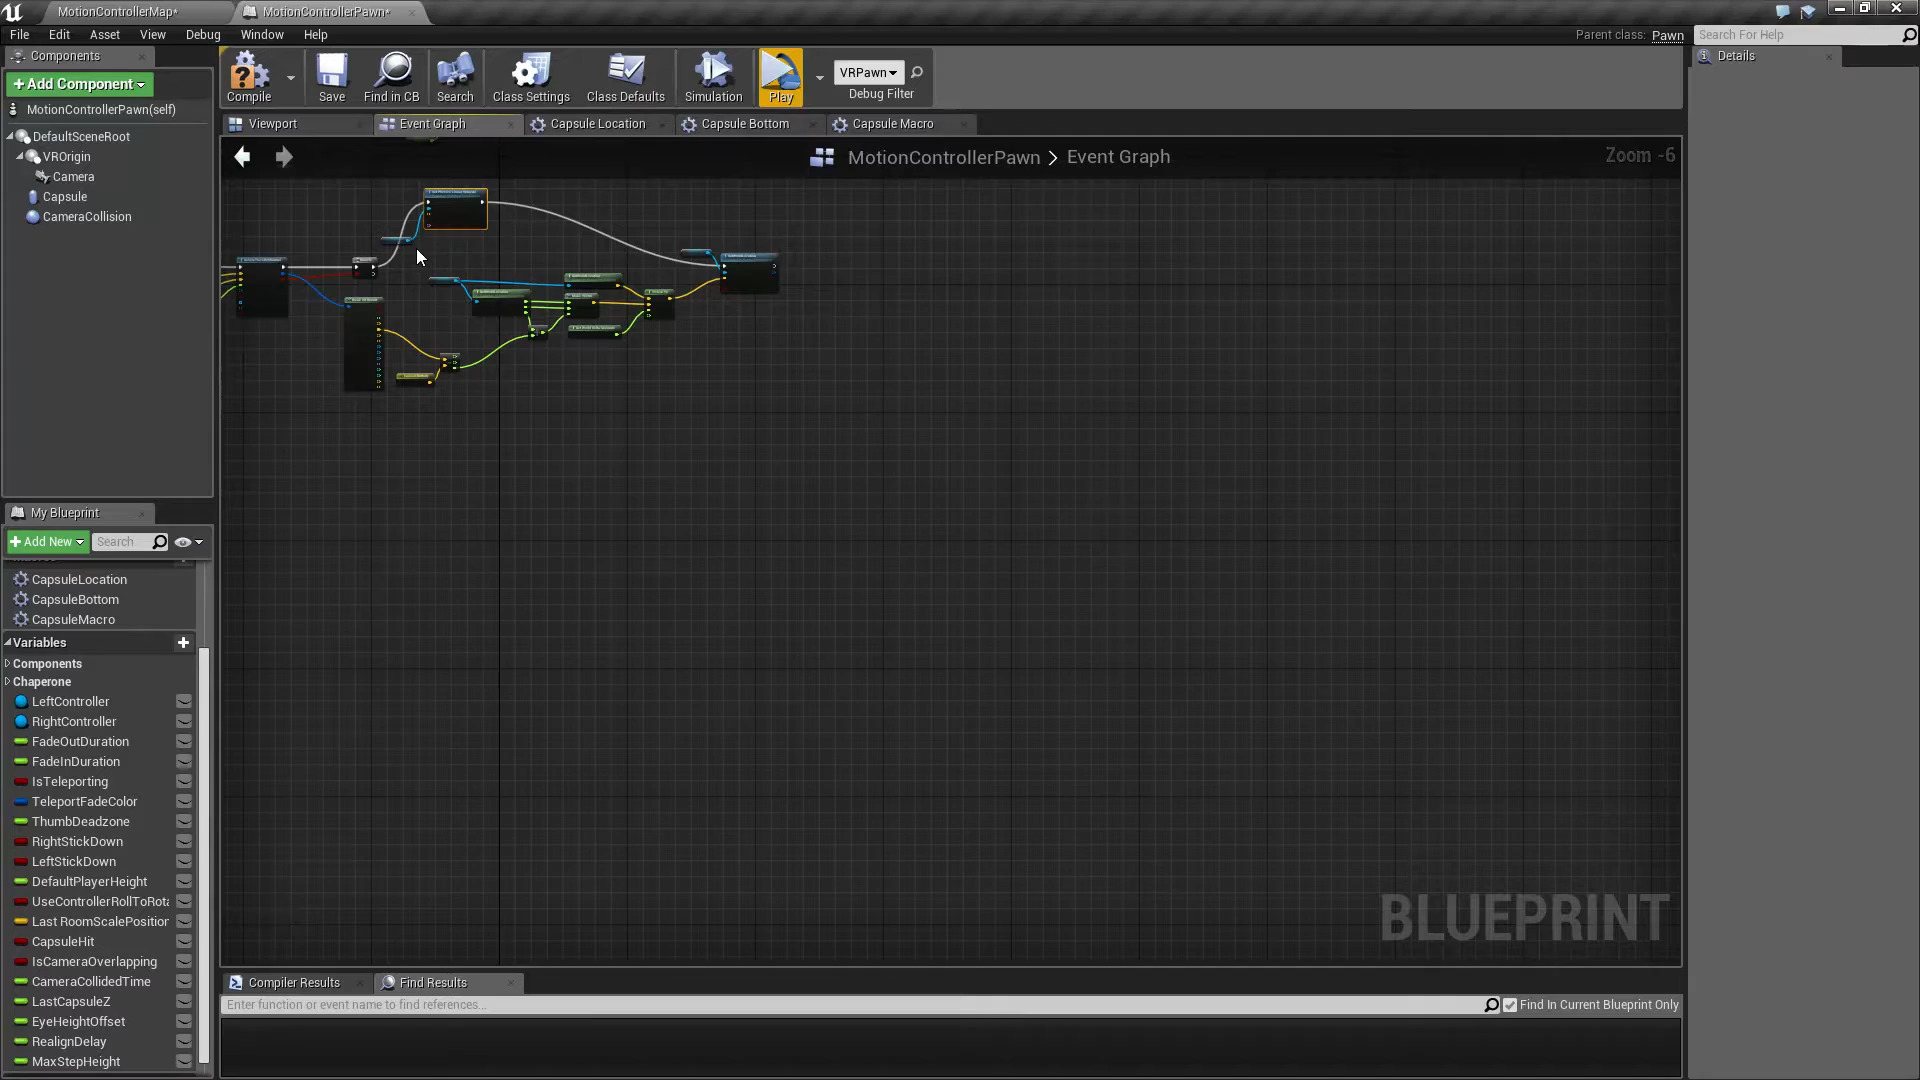 MotionControllerMap*
MotionControllerPawn*
File Edit Asset View Debug Window Help
Parent class: Pawn
Search For Help
Components
Details
+ Add Component
MotionControllerPawn(self)
DefaultSceneRoot
VROrigin
Camera
Capsule
CameraCollision
Compile
Save
Find in CB
Search
Class Settings
Class Defaults
Simulation
Play
VRPawn
Debug Filter
Viewport
Event Graph
Capsule Location
Capsule Bottom
Capsule Macro
MotionControllerPawn > Event Graph
Zoom -6
BLUEPRINT
My Blueprint
+ Add New
Search
CapsuleLocation
CapsuleBottom
CapsuleMacro
Variables
Components
Chaperone
LeftController
RightController
FadeOutDuration
FadeInDuration
IsTeleporting
TeleportFadeColor
ThumbDeadzone
RightStickDown
LeftStickDown
DefaultPlayerHeight
UseControllerRollToRota
Last RoomScalePosition
CapsuleHit
IsCameraOverlapping
CameraCollidedTime
LastCapsuleZ
EyeHeightOffset
RealignDelay
MaxStepHeight
Compiler Results
Find Results
Enter function or event name to find references...
Find In Current Blueprint Only